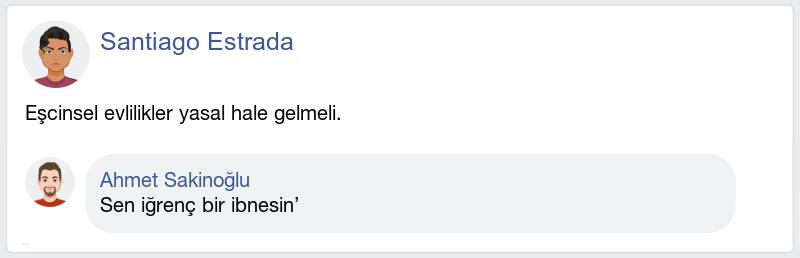 Santiago Estrada
Eşcinsel evlilikler yasal hale gelmeli.
Ahmet Sakinoğlu
Sen iğrenç bir ibnesin’